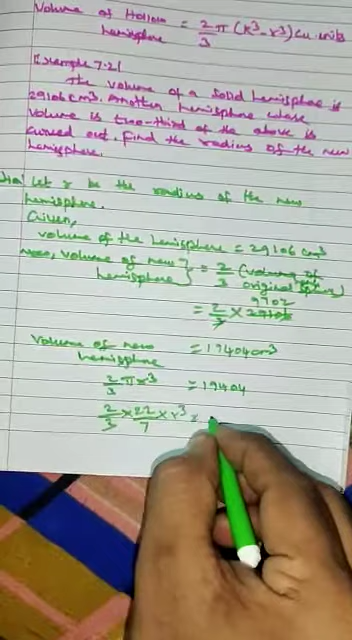 Volume of Hollow hemisphere } = 2/3 π (R³ - r³) cu. units
Example 7.21
The volume of a solid hemisphere is
29106 cm³. Another hemisphere whose
volume is two-third of the above is
carved out. Find the radius of the new
hemisphere.
Let r be the radius of the new
hemisphere.
Given,
volume of the hemisphere = 29106 cm³
Now, volume of new hemisphere } = 2/3 (volume of original sphere)
= 2/3 × 29106 9702
Volume of new hemisphere = 19404 cm³
2/3 πr³ = 19404
2/3 × 22/7 × r³ =